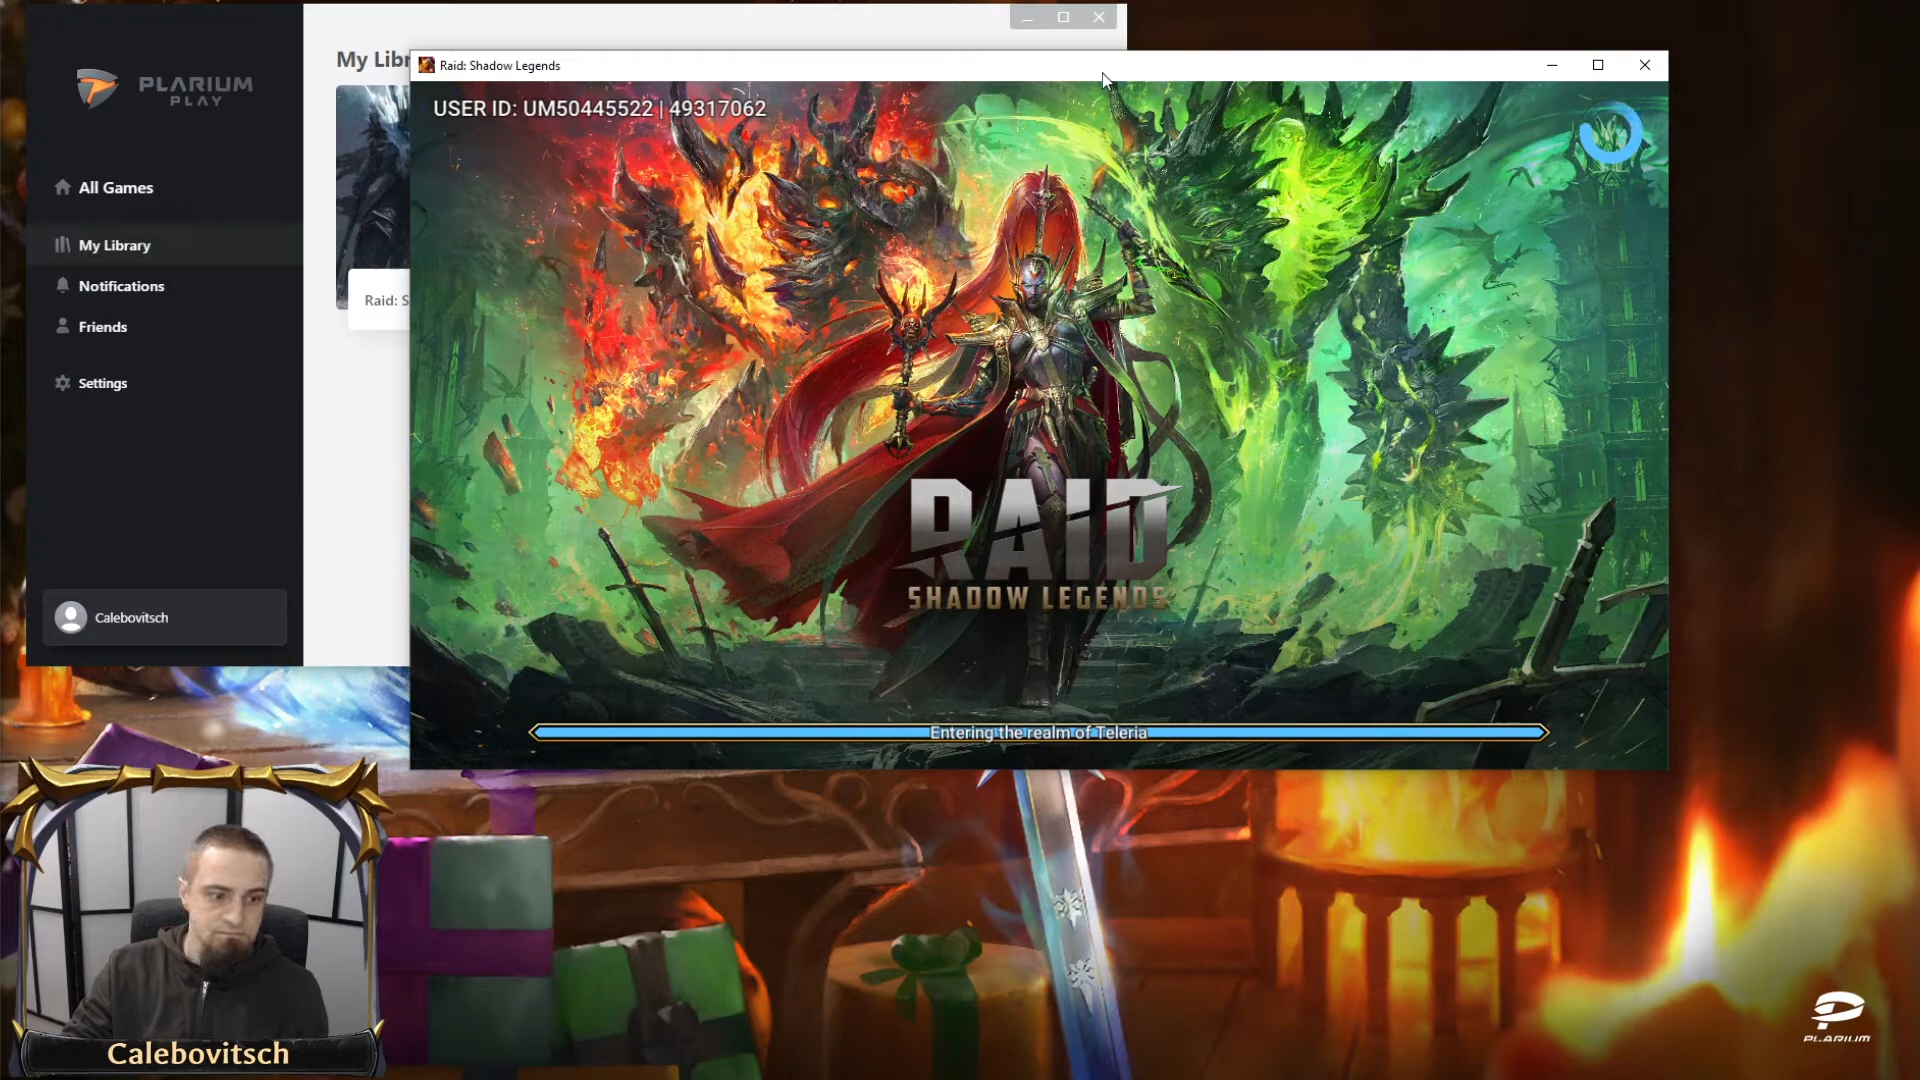 PLARIUM
PLAY
All Games
My Library
Notifications
Friends
Settings
Calebovitsch
My Libr
Raid: S
Raid: Shadow Legends
USER ID: UM50445522 | 49317062
RAID
SHADOW LEGENDS
Entering the realm of Teleria
Calebovitsch
PLARIUM